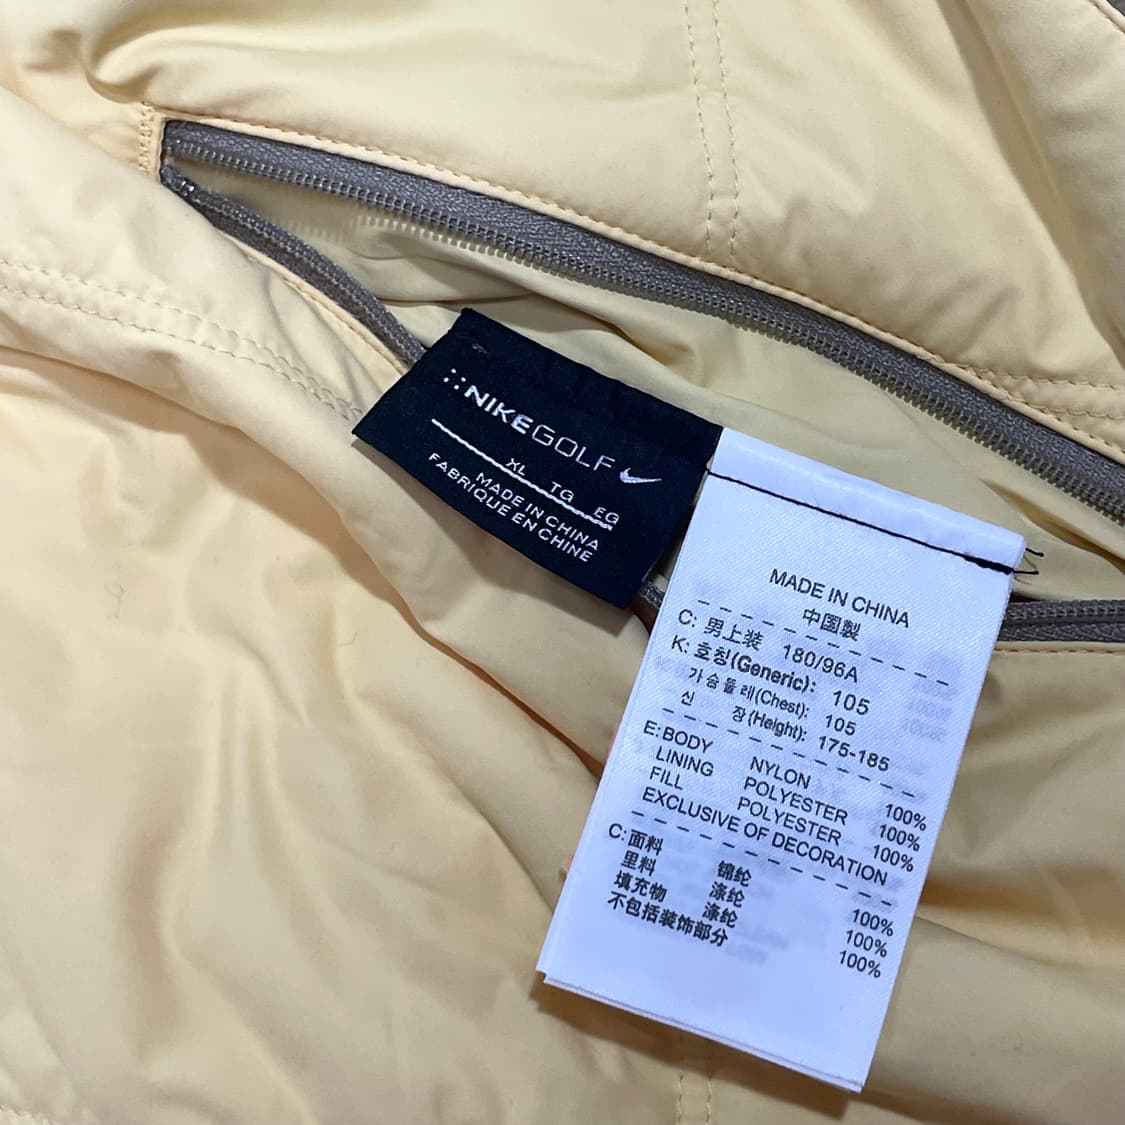 NIKEGOLF
XL TG EG
MADE IN CHINA
FABRIQUE EN CHINE
MADE IN CHINA
中国製
C: 男上装 180/96A
K: 호칭(Generic): 105
가슴둘레(Chest): 105
신 장(Height): 175-185
E: BODY NYLON 100%
LINING POLYESTER 100%
FILL POLYESTER 100%
EXCLUSIVE OF DECORATION
C: 面料 锦纶 100%
里料 涤纶 100%
填充物 涤纶 100%
不包括装饰部分